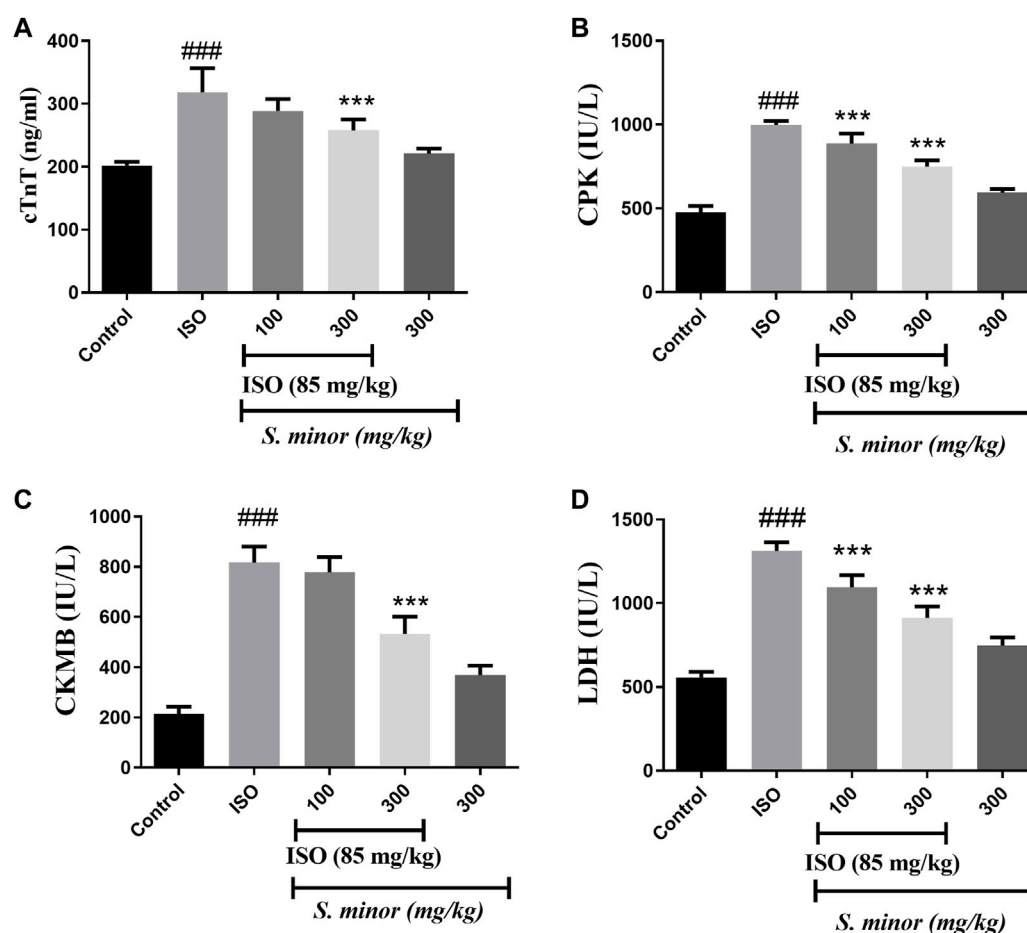 A
cTnT (ng/ml)
400
300
200
100
0
###
***
Control
ISO
100
300
300
ISO (85 mg/kg)
S. minor (mg/kg)
B
CPK (IU/L)
1500
1000
500
0
###
***
***
Control
ISO
100
300
300
ISO (85 mg/kg)
S. minor (mg/kg)
C
CKMB (IU/L)
1000
800
600
400
200
0
###
***
Control
ISO
100
300
300
ISO (85 mg/kg)
S. minor (mg/kg)
D
LDH (IU/L)
1500
1000
500
0
###
***
***
Control
ISO
100
300
300
ISO (85 mg/kg)
S. minor (mg/kg)